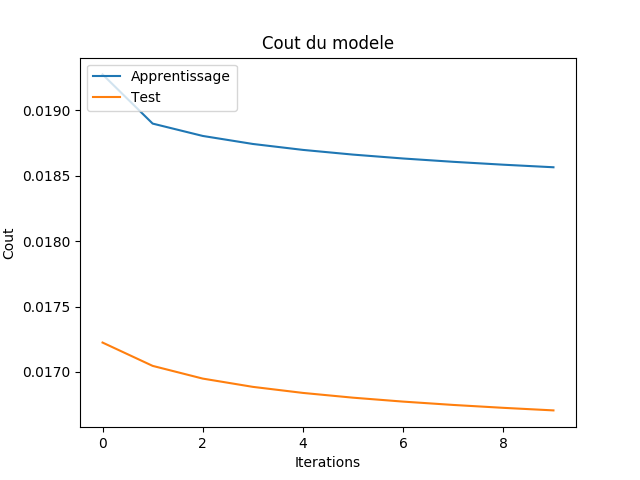 Cout du modele
Apprentissage
Test
0.0190
0.0185
0.0180
0.0175
0.0170
Cout
0 2 4 6 8
Iterations